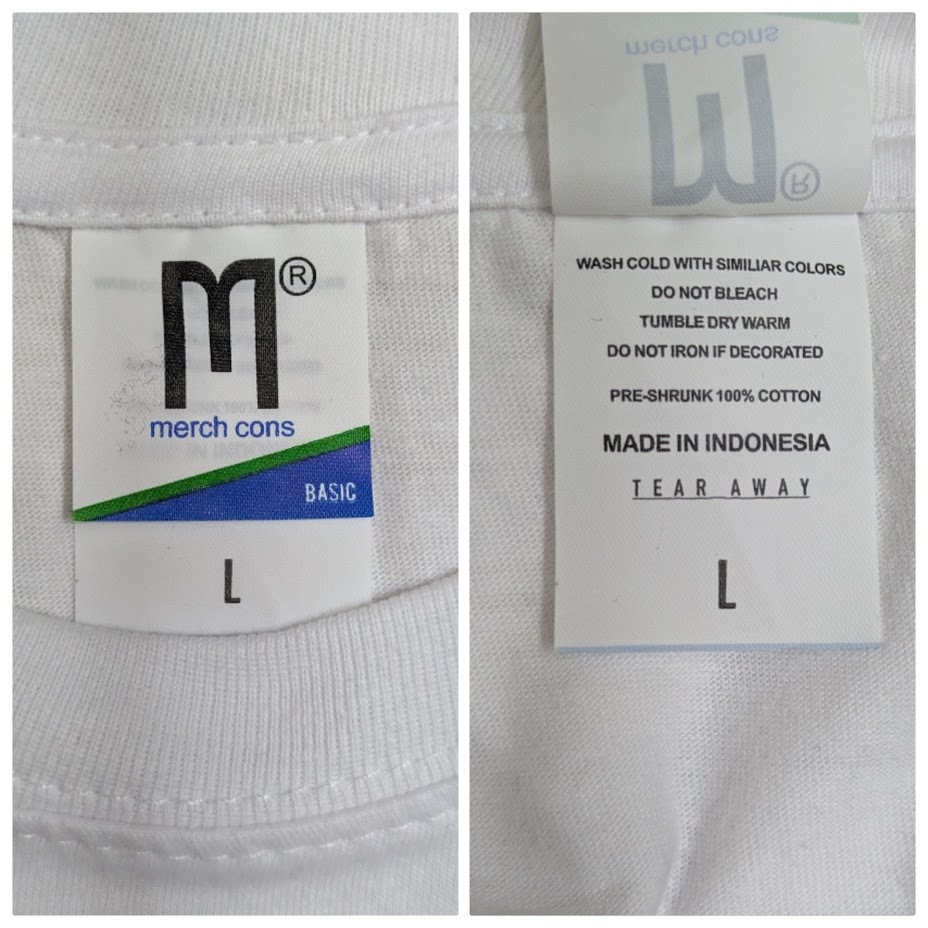 M®
merch cons
BASIC
L
merch cons
M®
WASH COLD WITH SIMILIAR COLORS
DO NOT BLEACH
TUMBLE DRY WARM
DO NOT IRON IF DECORATED
PRE-SHRUNK 100% COTTON
MADE IN INDONESIA
TEAR AWAY
L